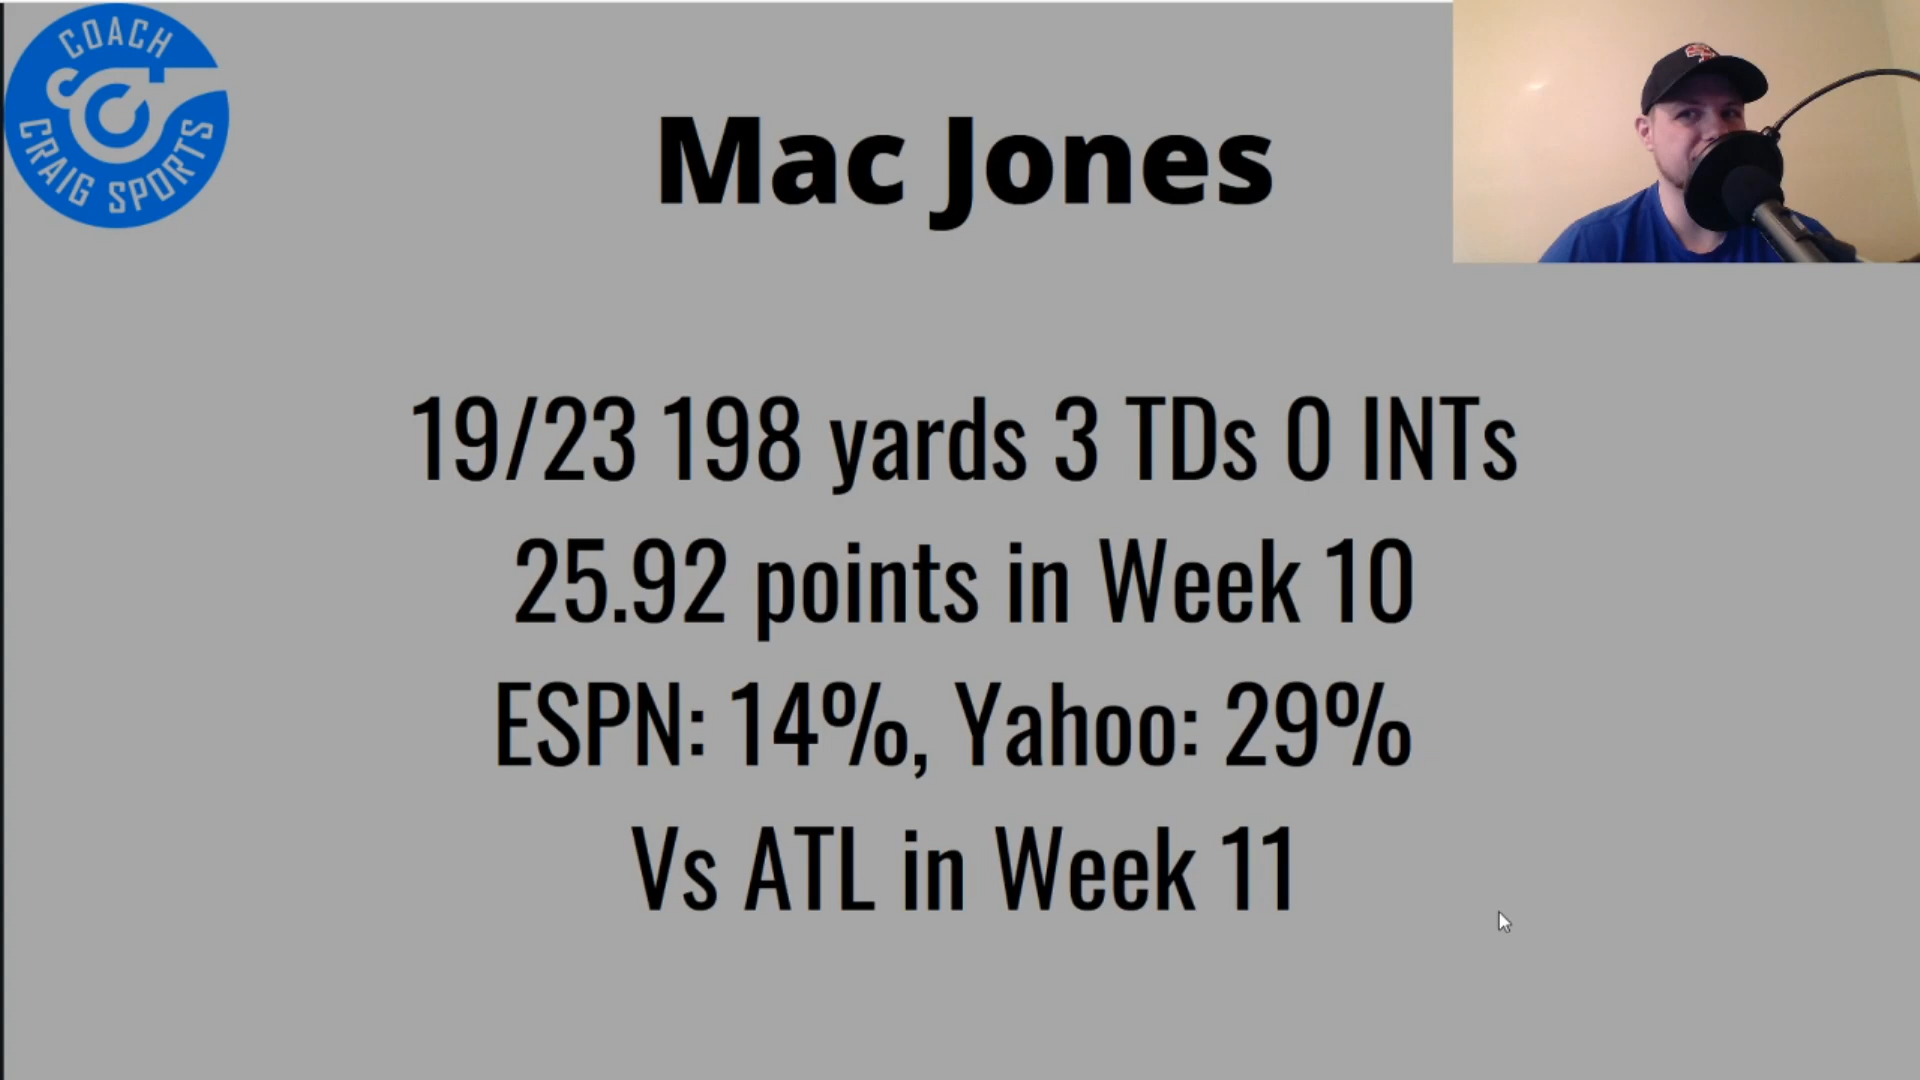 COACH
CRAIG SPORTS
Mac Jones
19/23 198 yards 3 TDs 0 INTs
25.92 points in Week 10
ESPN: 14%, Yahoo: 29%
Vs ATL in Week 11